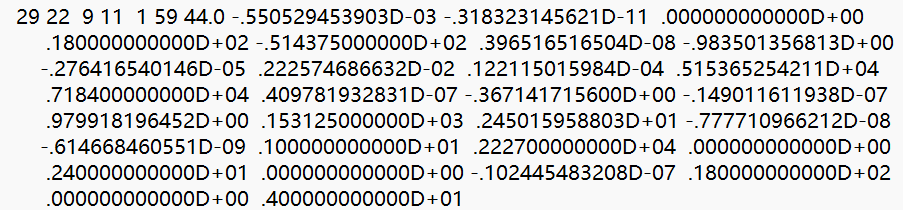 29 22 9 11 1 59 44.0 -.550529453903D-03 -.318323145621D-11 .000000000000D+00
.180000000000D+02 -.514375000000D+02 .396516516504D-08 -.983501356813D+00
-.276416540146D-05 .222574686632D-02 .122115015984D-04 .515365254211D+04
.718400000000D+04 .409781932831D-07 -.367141715600D+00 -.149011611938D-07
.979918196452D+00 .153125000000D+03 .245015958803D+01 -.777710966212D-08
-.614668460551D-09 .100000000000D+01 .222700000000D+04 .000000000000D+00
.240000000000D+01 .000000000000D+00 -.102445483208D-07 .180000000000D+02
.000000000000D+00 .400000000000D+01